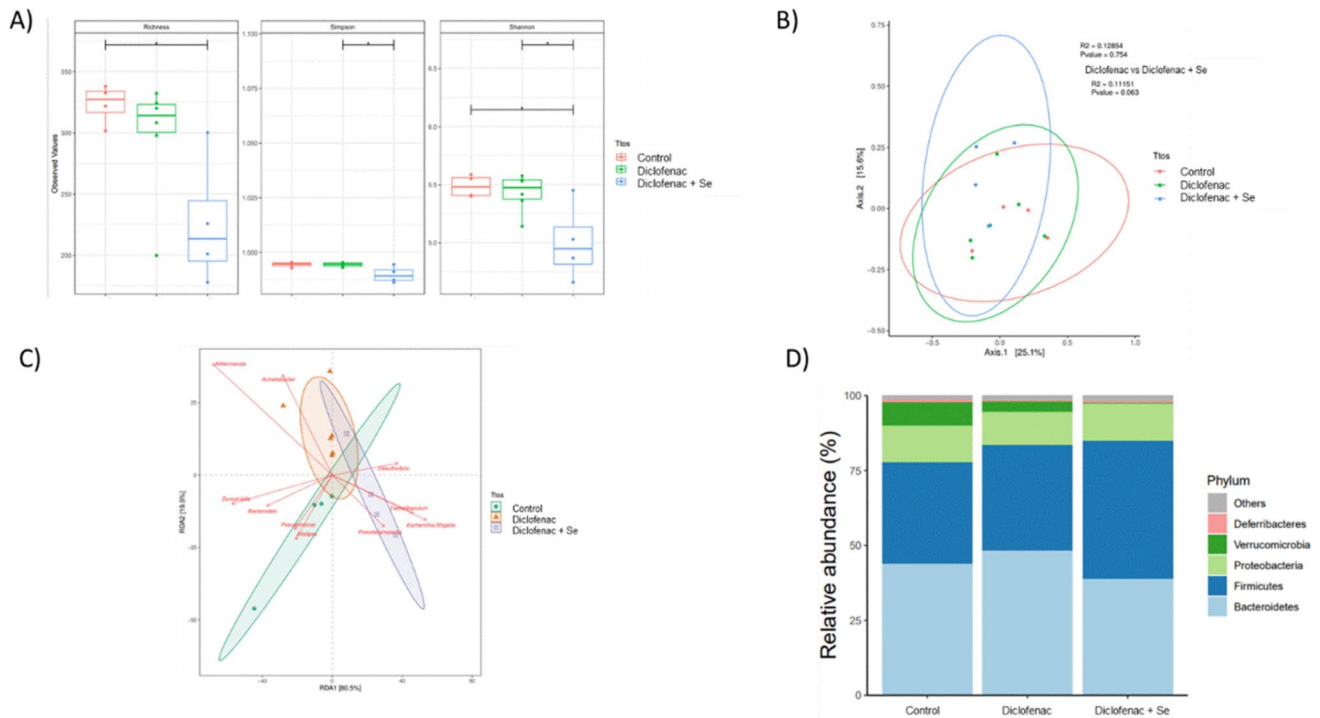 A)
Richness
Simpson
Shannon
Observed Values
350
300
250
200
1.100
1.075
1.050
1.025
1.000
6.5
6.0
5.5
5.0
Ttos
Control
Diclofenac
Diclofenac + Se
B)
R2 = 0.12854
Pvalue = 0.754
Diclofenac vs Diclofenac + Se
R2 = 0.11151
Pvalue = 0.063
Axis.2 [15.6%]
0.75
0.50
0.25
0.00
−0.25
−0.50
−0.5
0.0
0.5
1.0
Axis.1 [25.1%]
Ttos
Control
Diclofenac
Diclofenac + Se
C)
Acinetobacter
Desulfovibrio
Bacteroides
Escherichia/Shigella
RDA2 [19.5%]
0
−40
0
40
80
RDA1 [80.5%]
Ttos
Control
Diclofenac
Diclofenac + Se
D)
Relative abundance (%)
100
75
50
25
0
Control
Diclofenac
Diclofenac + Se
Phylum
Others
Deferribacteres
Verrucomicrobia
Proteobacteria
Firmicutes
Bacteroidetes